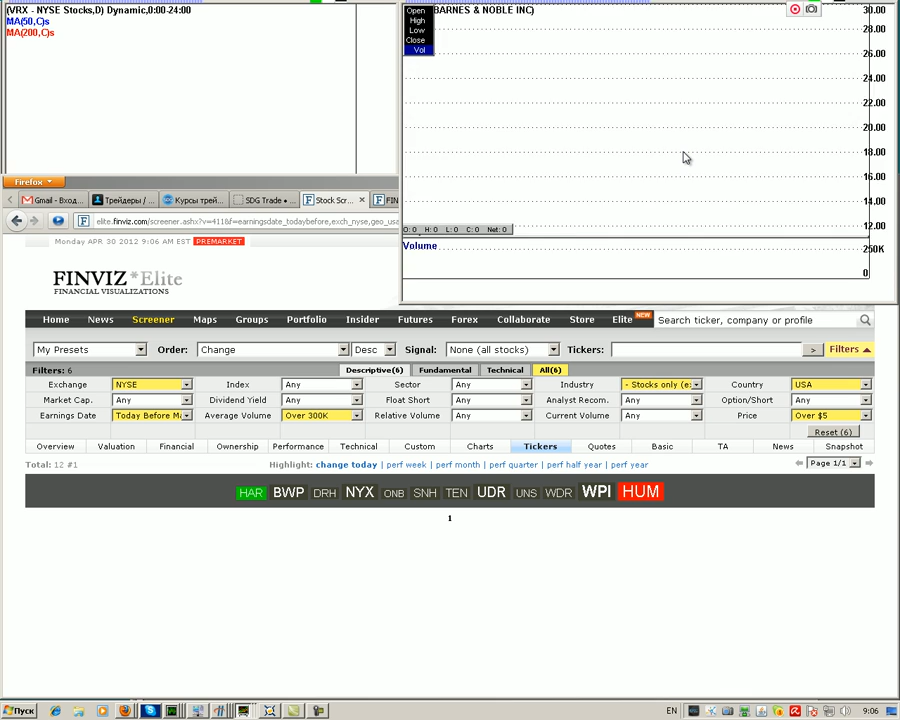 (VRX - NYSE Stocks,D) Dynamic,0:00-24:00
MA(50,C)s
MA(200,C)s
BARNES & NOBLE INC)
Open
High
Low
Close
Vol
30.00
28.00
26.00
24.00
22.00
20.00
18.00
16.00
14.00
12.00
O: 0 H: 0 L: 0 C: 0 Net: 0
Volume
250K
0
Firefox
Gmail - Вход...
Трейдеры / ...
Курсы трей...
SDG Trade • ...
Stock Scr...
FIN
elite.finviz.com/screener.ashx?v=411&f=earningsdate_todaybefore,exch_nyse,geo_usa
Monday APR 30 2012 9:06 AM EST PREMARKET
FINVIZ*Elite
FINANCIAL VISUALIZATIONS
Home News Screener Maps Groups Portfolio Insider Futures Forex Collaborate Store Elite NEW Search ticker, company or profile
My Presets Order: Change Desc Signal: None (all stocks) Tickers: > Filters
Filters: 6 Descriptive(6) Fundamental Technical All(6)
Exchange NYSE Index Any Sector Any Industry - Stocks only (e: Country USA
Market Cap. Any Dividend Yield Any Float Short Any Analyst Recom. Any Option/Short Any
Earnings Date Today Before Ma Average Volume Over 300K Relative Volume Any Current Volume Any Price Over $5
Reset (6)
Overview Valuation Financial Ownership Performance Technical Custom Charts Tickers Quotes Basic TA News Snapshot
Total: 12 #1 Highlight: change today | perf week | perf month | perf quarter | perf half year | perf year Page 1/1
HAR BWP DRH NYX ONB SNH TEN UDR UNS WDR WPI HUM
1
Пуск
EN
9:06